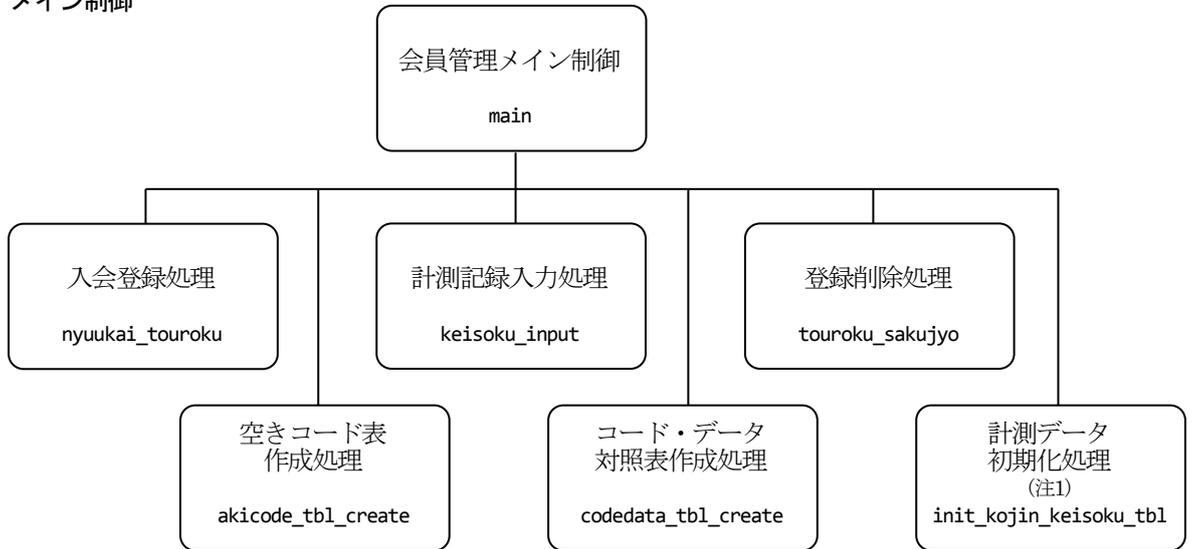 メイン制御
会員管理メイン制御
main
入会登録処理
nyuukai_touroku
計測記録入力処理
keisoku_input
登録削除処理
touroku_sakujyo
空きコード表
作成処理
akicode_tbl_create
コード・データ
対照表作成処理
codedata_tbl_create
計測データ
初期化処理
(注1)
init_kojin_keisoku_tbl